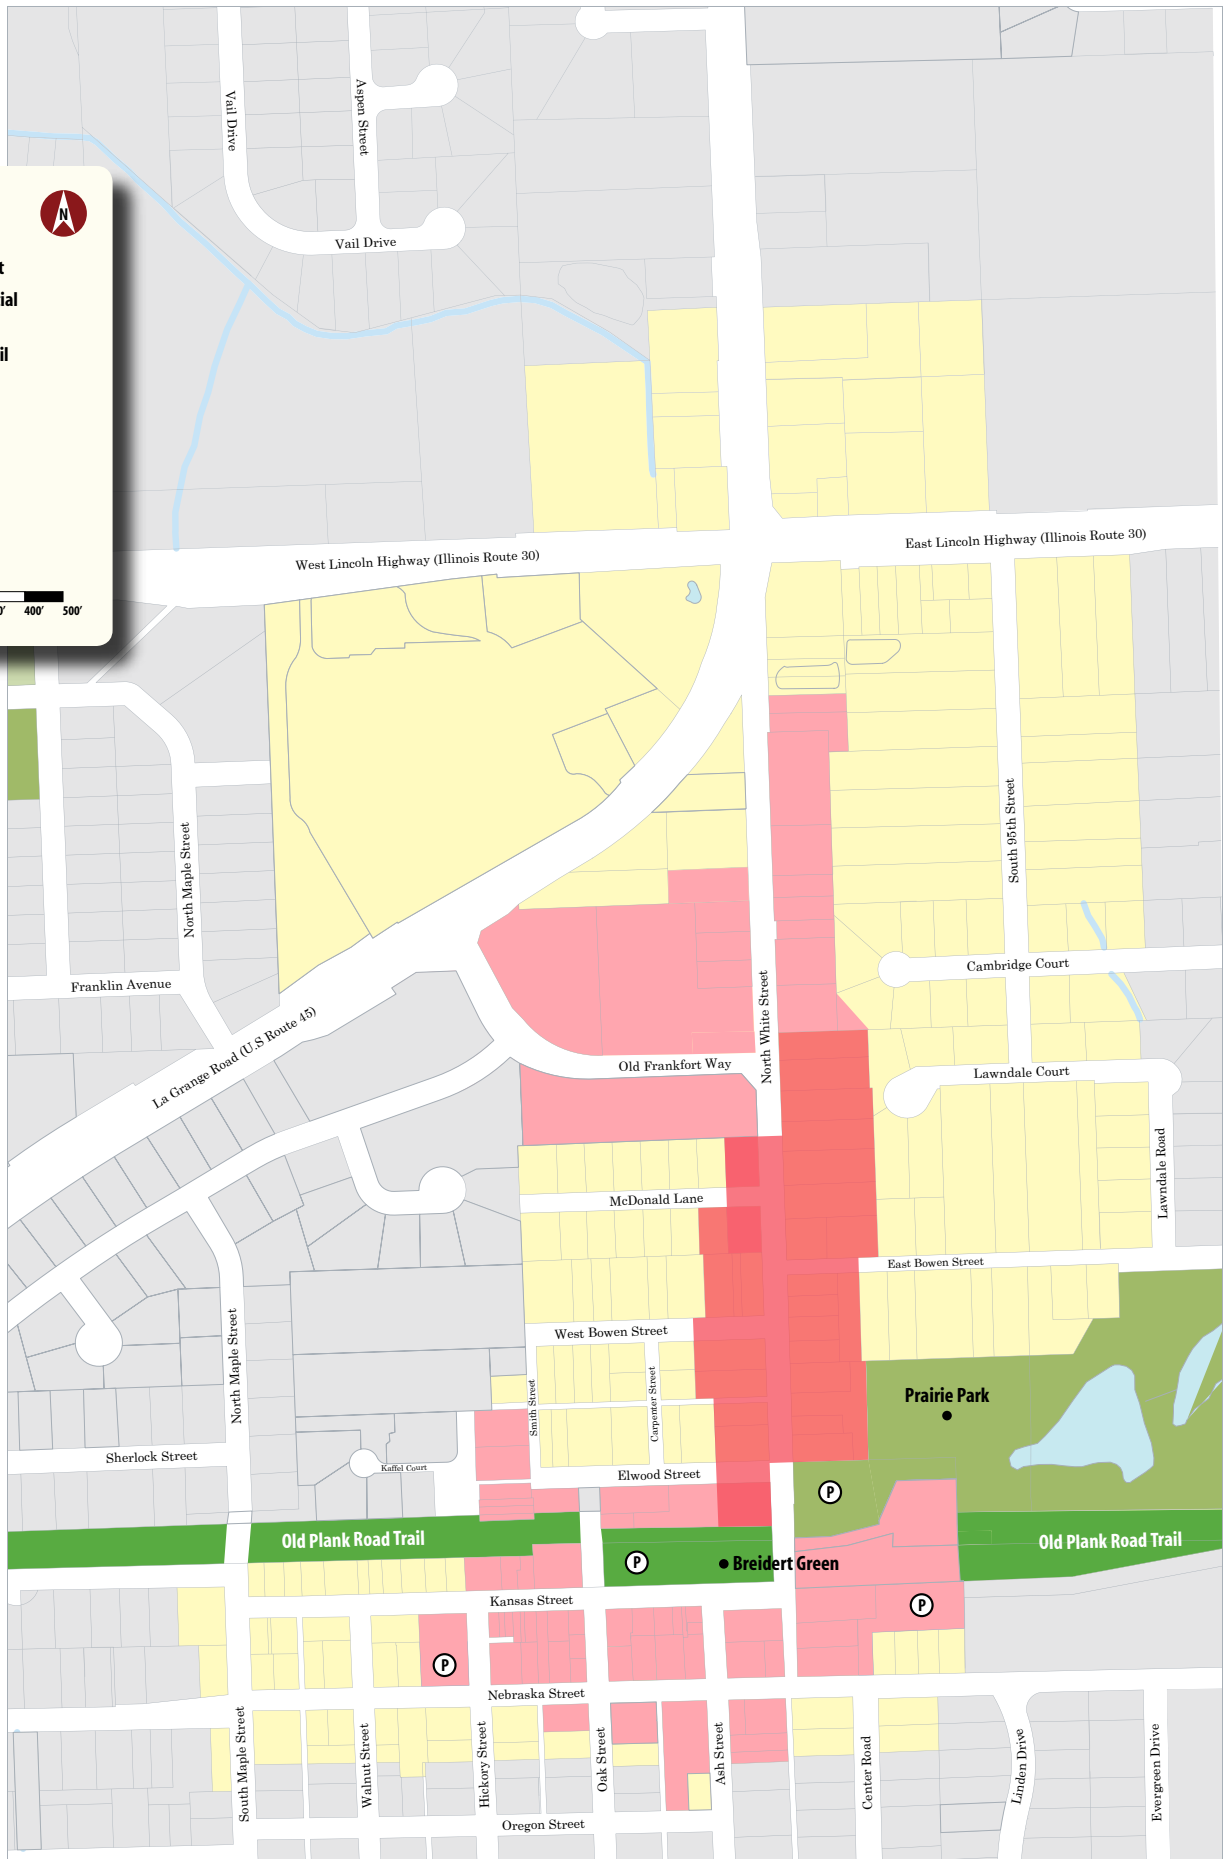 Vail Drive
Aspen Street
N
Vail Drive
t
ial
il
West Lincoln Highway (Illinois Route 30)
East Lincoln Highway (Illinois Route 30)
0'
400'
500'
South 95th Street
North Maple Street
Franklin Avenue
Cambridge Court
La Grange Road (U.S Route 45)
North White Street
Old Frankfort Way
Lawndale Court
Lawndale Road
McDonald Lane
East Bowen Street
North Maple Street
West Bowen Street
Smith Street
Carpenter Street
Prairie Park
Sherlock Street
Kaffel Court
Elwood Street
P
Old Plank Road Trail
Old Plank Road Trail
P
Breidert Green
Kansas Street
P
P
Nebraska Street
South Maple Street
Walnut Street
Hickory Street
Oak Street
Ash Street
Center Road
Linden Drive
Evergreen Drive
Oregon Street